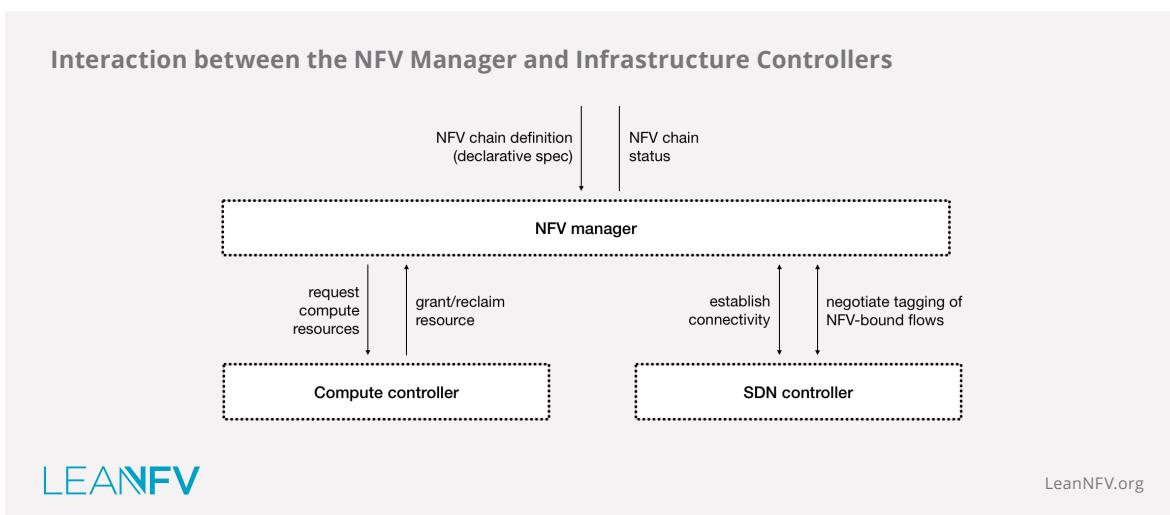 Interaction between the NFV Manager and Infrastructure Controllers
NFV chain definition
(declarative spec)
NFV chain
status
NFV manager
request
compute
resources
grant/reclaim
resource
establish
connectivity
negotiate tagging of
NFV-bound flows
Compute controller
SDN controller
LEANNFV
LeanNFV.org